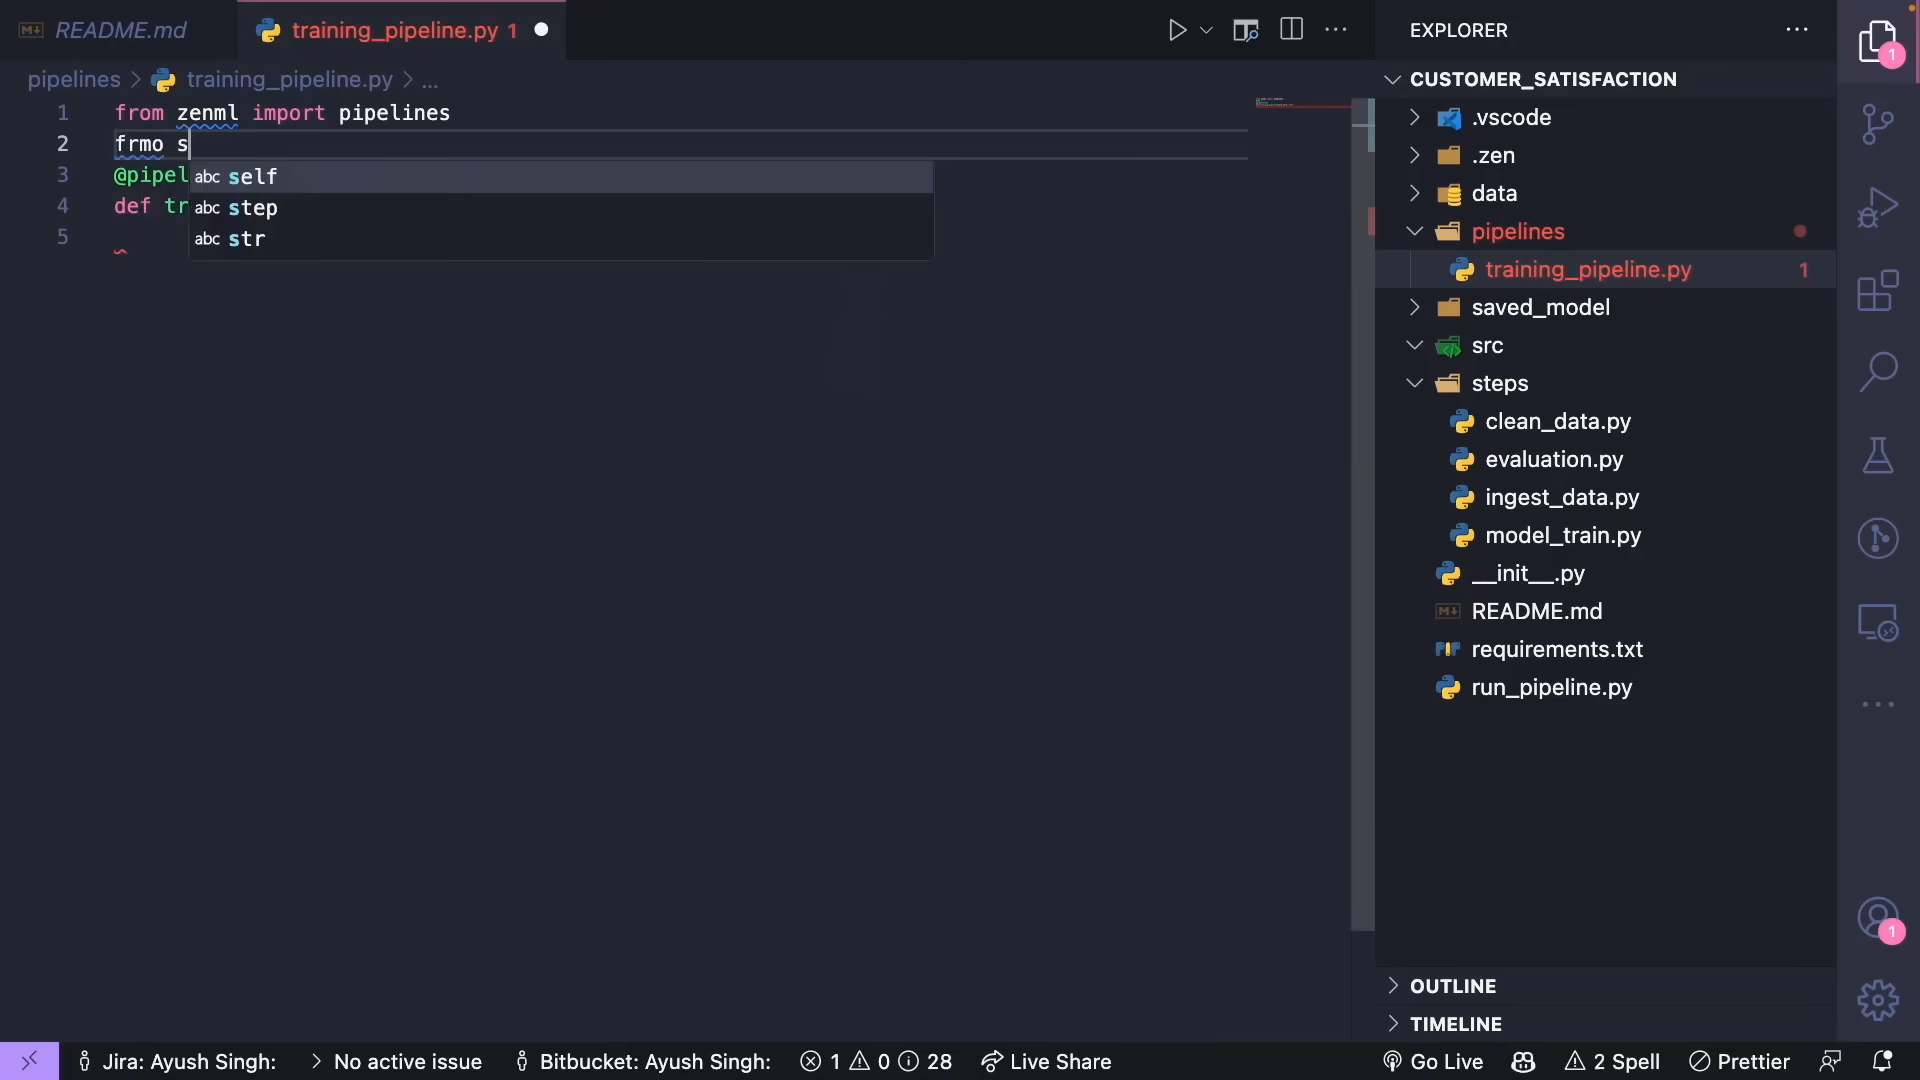 README.md
training_pipeline.py 1
EXPLORER
pipelines > training_pipeline.py > ...
CUSTOMER_SATISFACTION
1 from zenml import pipelines
2 frmo s
3 @pipel
4 def tr
5
abc self
abc step
abc str
.vscode
.zen
data
pipelines
training_pipeline.py 1
saved_model
src
steps
clean_data.py
evaluation.py
ingest_data.py
model_train.py
__init__.py
README.md
requirements.txt
run_pipeline.py
OUTLINE
TIMELINE
1
1
Jira: Ayush Singh: > No active issue Bitbucket: Ayush Singh: 1 0 28 Live Share Go Live 2 Spell Prettier